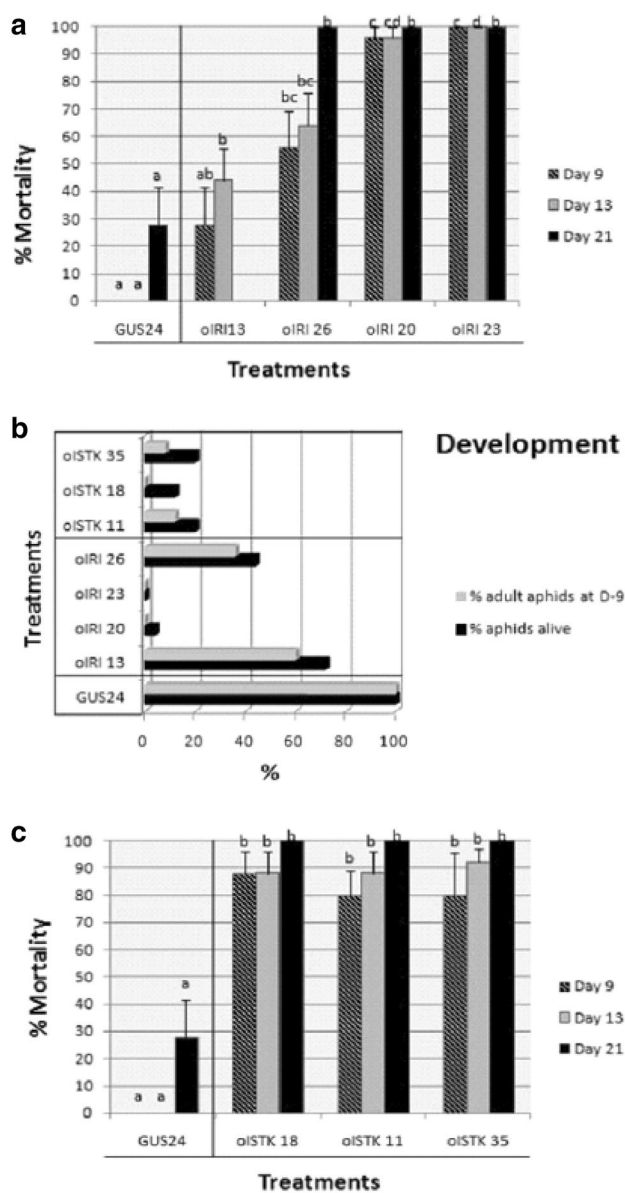 a
100
90
80
70
60
50
40
30
20
10
0
% Mortality
a a a
ab b
bc bc b
c cd b
c d b
GUS24 oIRI13 oIRI 26 oIRI 20 oIRI 23
Treatments
Day 9
Day 13
Day 21
b
Development
Treatments
oISTK 35
oISTK 18
oISTK 11
oIRI 26
oIRI 23
oIRI 20
oIRI 13
GUS24
0 20 40 60 80 100
%
% adult aphids at D-9
% aphids alive
c
100
90
80
70
60
50
40
30
20
10
0
% Mortality
a a a
b b b
b b b
b b b
GUS24 oISTK 18 oISTK 11 oISTK 35
Treatments
Day 9
Day 13
Day 21